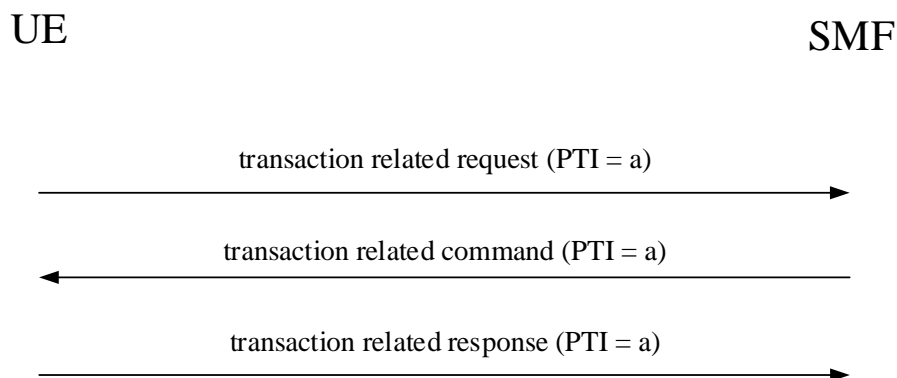 UE
SMF
transaction related request (PTI = a)
transaction related command (PTI = a)
transaction related response (PTI = a)